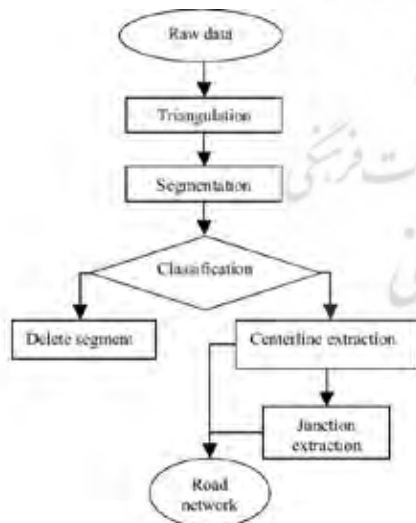 Raw data
Triangulation
Segmentation
Classification
Delete segment
Centerline extraction
Junction
extraction
Road
network